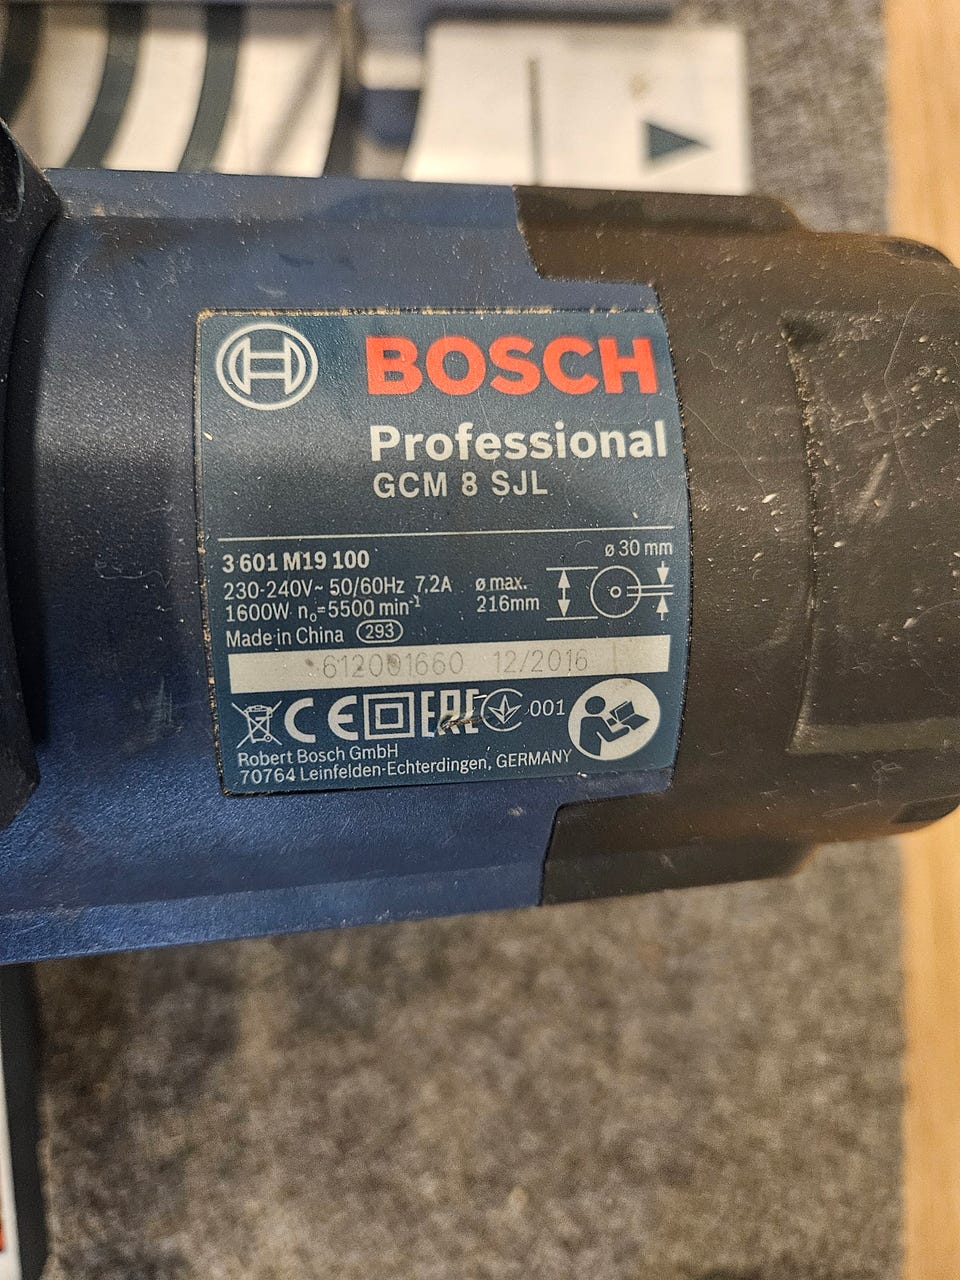 BOSCH
Professional
GCM 8 SJL
3 601 M19 100
230-240V~ 50/60Hz 7,2A
1600W n₀=5500 min⁻¹
ø max.
216mm
ø 30 mm
Made in China 293
612001660 12/2016
CE EAC 001
Robert Bosch GmbH
70764 Leinfelden-Echterdingen, GERMANY